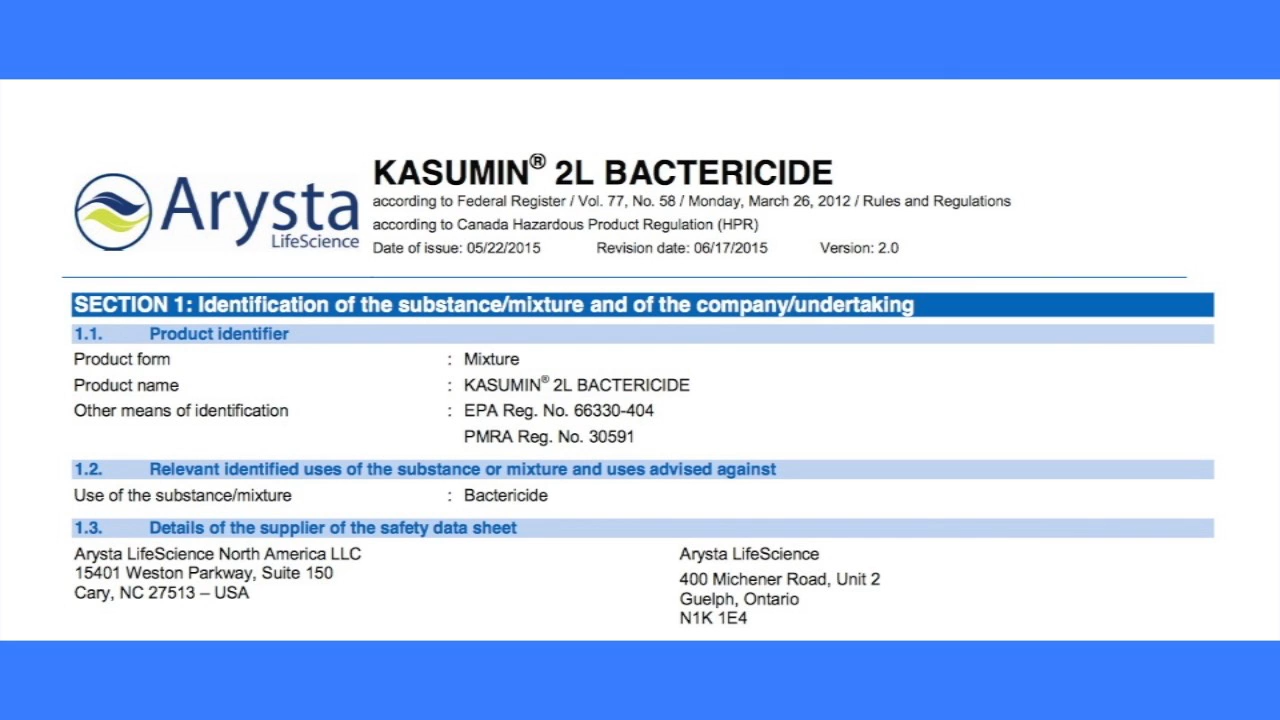 Arysta
LifeScience
KASUMIN® 2L BACTERICIDE
according to Federal Register / Vol. 77, No. 58 / Monday, March 26, 2012 / Rules and Regulations
according to Canada Hazardous Product Regulation (HPR)
Date of issue: 05/22/2015 Revision date: 06/17/2015 Version: 2.0
SECTION 1: Identification of the substance/mixture and of the company/undertaking
1.1. Product identifier
Product form : Mixture
Product name : KASUMIN® 2L BACTERICIDE
Other means of identification : EPA Reg. No. 66330-404
PMRA Reg. No. 30591
1.2. Relevant identified uses of the substance or mixture and uses advised against
Use of the substance/mixture : Bactericide
1.3. Details of the supplier of the safety data sheet
Arysta LifeScience North America LLC
15401 Weston Parkway, Suite 150
Cary, NC 27513 – USA
Arysta LifeScience
400 Michener Road, Unit 2
Guelph, Ontario
N1K 1E4